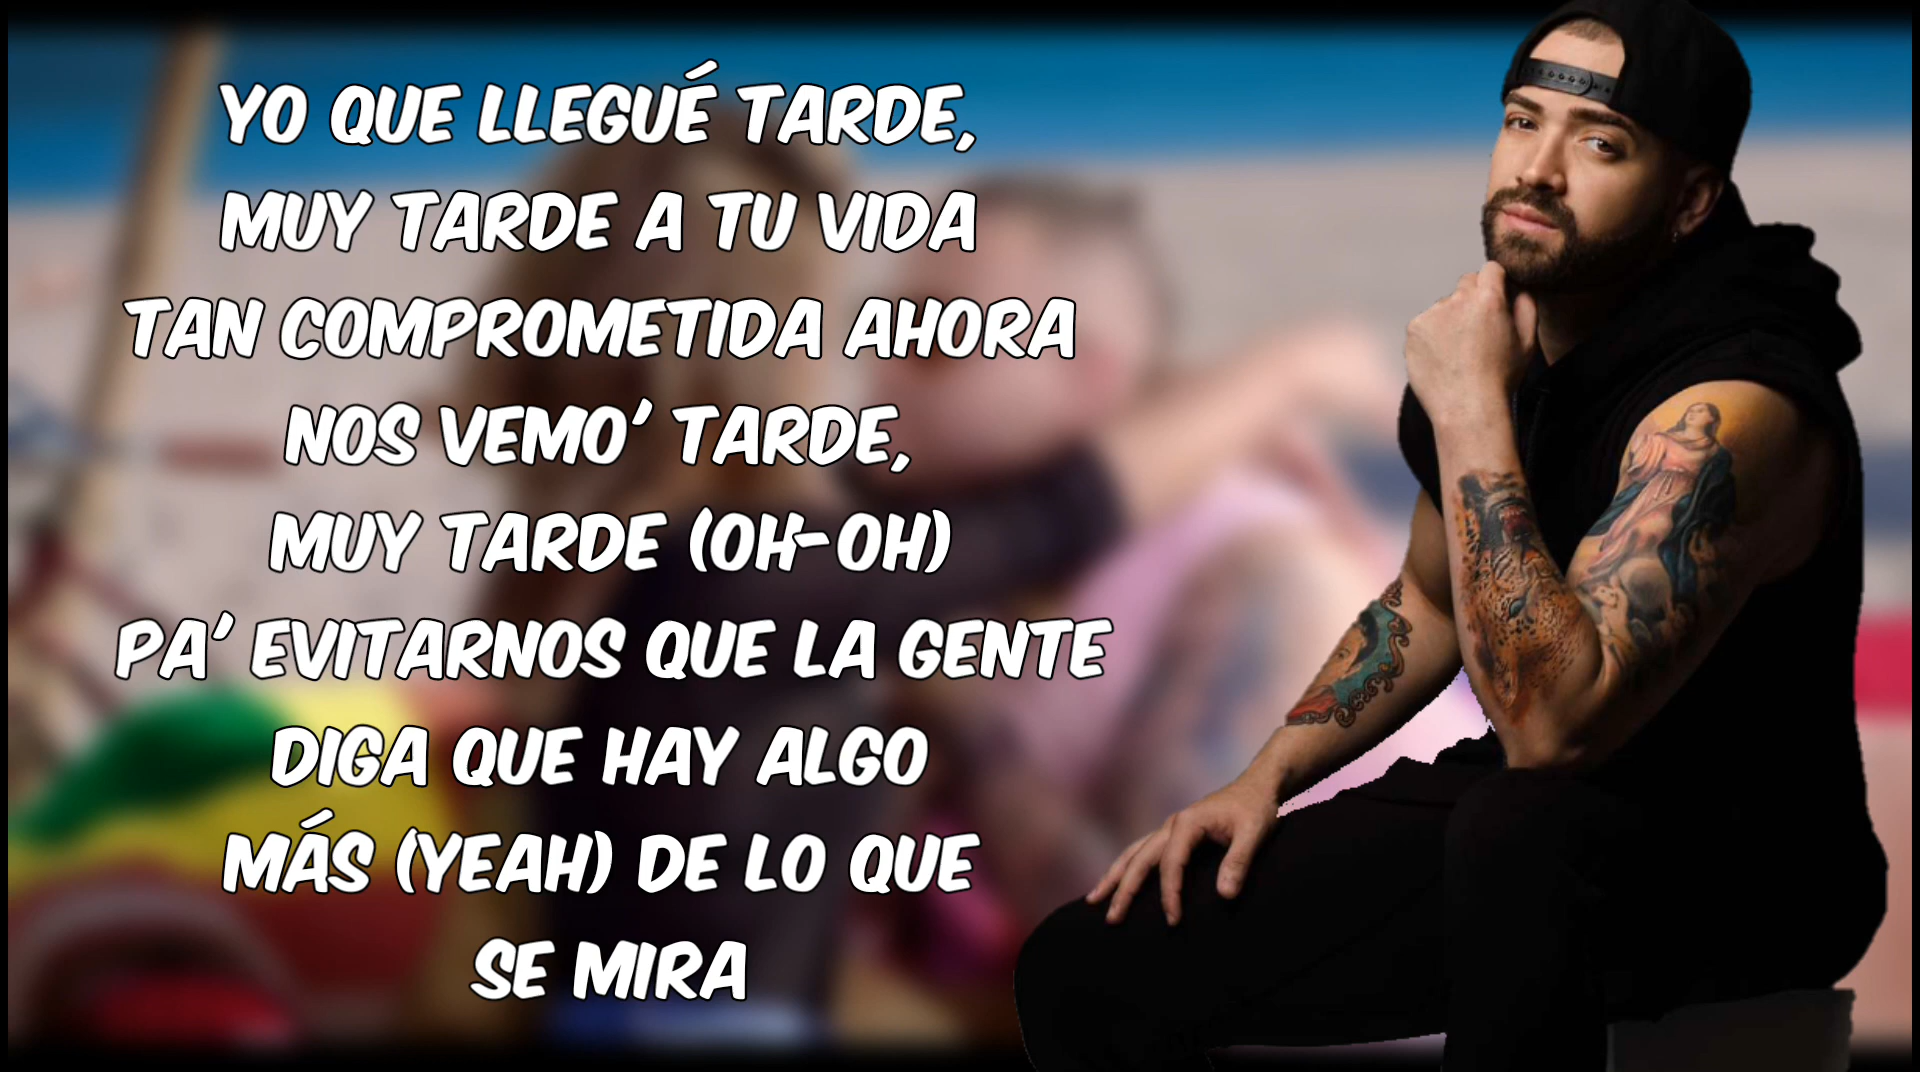 YO QUE LLEGUÉ TARDE,
MUY TARDE A TU VIDA
TAN COMPROMETIDA AHORA
NOS VEMO' TARDE,
MUY TARDE (OH-OH)
PA' EVITARNOS QUE LA GENTE
DIGA QUE HAY ALGO
MÁS (YEAH) DE LO QUE
SE MIRA